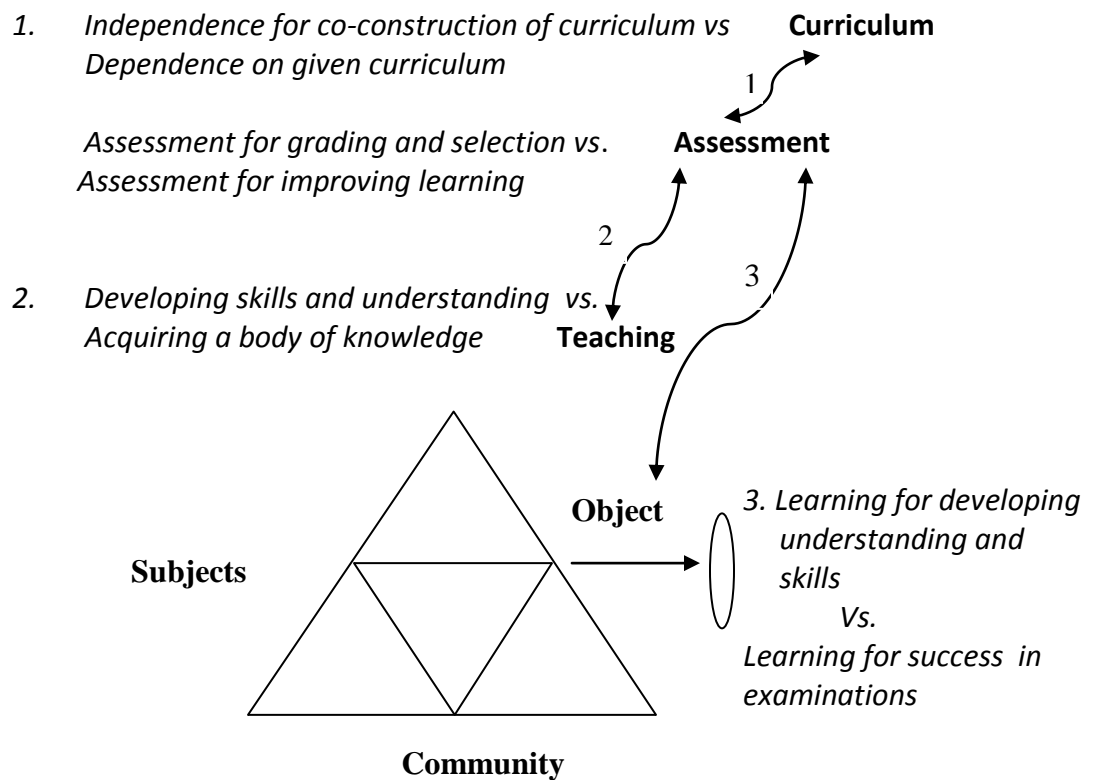 1. Independence for co-construction of curriculum vs Curriculum
Dependence on given curriculum
1
Assessment for grading and selection vs. Assessment
Assessment for improving learning
2
3
2. Developing skills and understanding vs.
Acquiring a body of knowledge Teaching
Object
3. Learning for developing
understanding and
skills
Vs.
Learning for success in
examinations
Subjects
Community